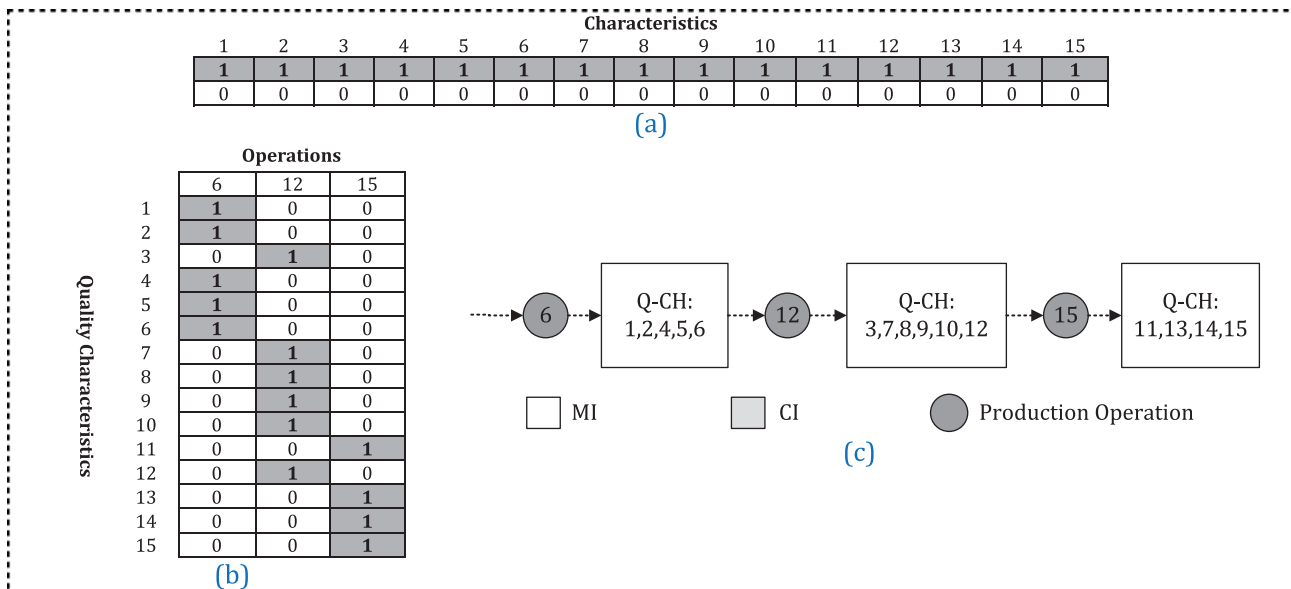 Characteristics
1 2 3 4 5 6 7 8 9 10 11 12 13 14 15
1 1 1 1 1 1 1 1 1 1 1 1 1 1 1
0 0 0 0 0 0 0 0 0 0 0 0 0 0 0
(a)
Operations
6 12 15
Quality Characteristics
1 1 0 0
2 1 0 0
3 0 1 0
4 1 0 0
5 1 0 0
6 1 0 0
7 0 1 0
8 0 1 0
9 0 1 0
10 0 1 0
11 0 0 1
12 0 1 0
13 0 0 1
14 0 0 1
15 0 0 1
(b)
6
Q-CH:
1,2,4,5,6
12
Q-CH:
3,7,8,9,10,12
15
Q-CH:
11,13,14,15
MI
CI
Production Operation
(c)